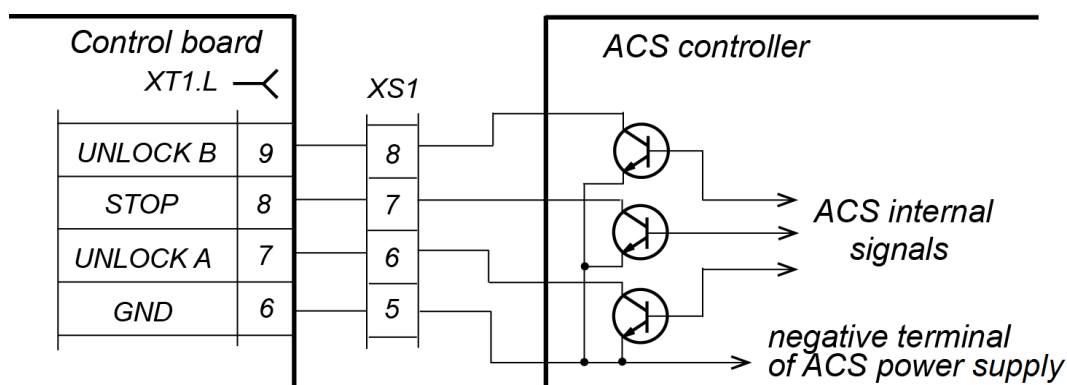 Control board
ACS controller
XT1.L
XS1
UNLOCK B 9 8
STOP 8 7
UNLOCK A 7 6
GND 6 5
ACS internal
signals
negative terminal
of ACS power supply